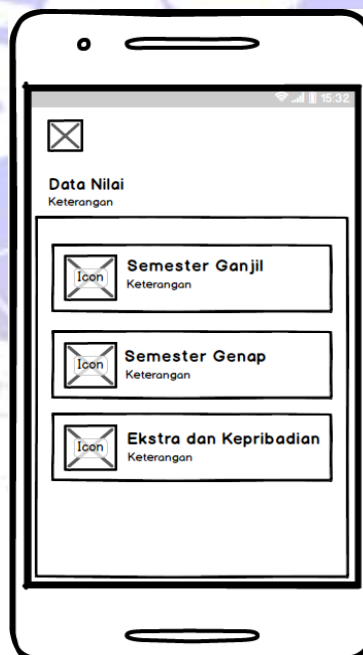 15:32
Data Nilai
Keterangan
Icon
Semester Ganjil
Keterangan
Icon
Semester Genap
Keterangan
Icon
Ekstra dan Kepribadian
Keterangan